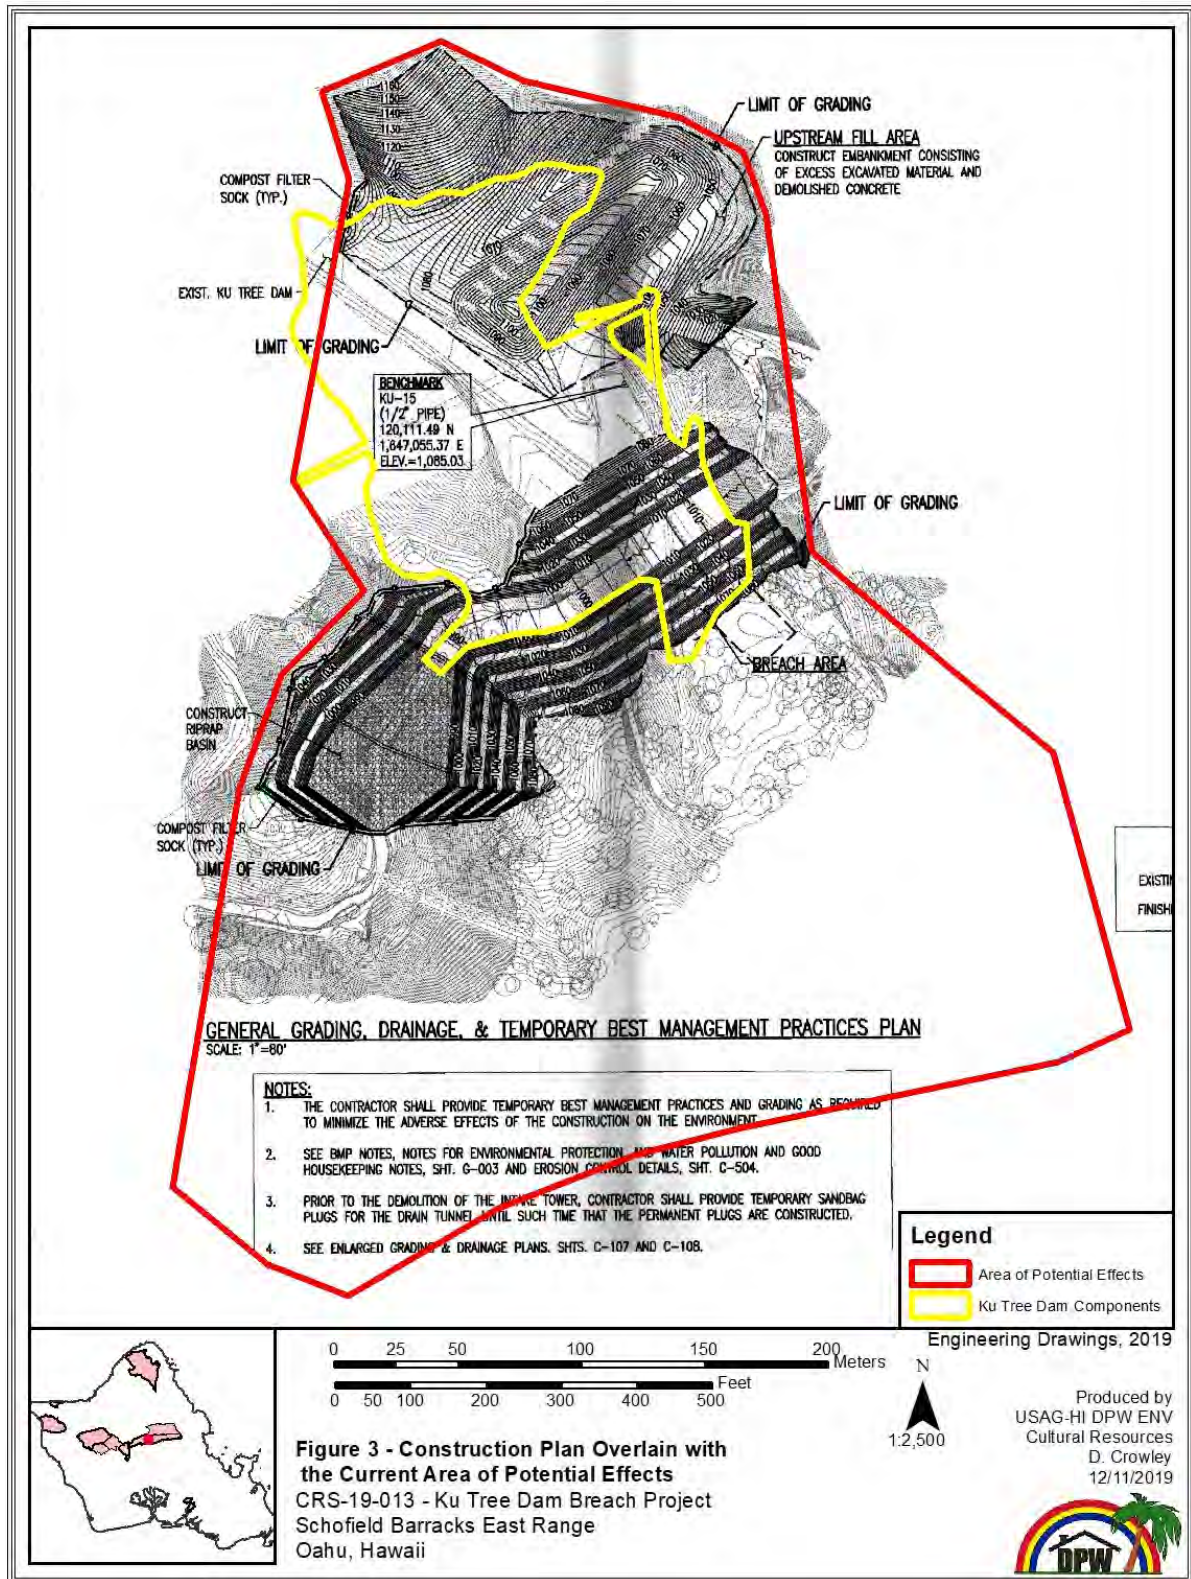 LIMIT OF GRADING
UPSTREAM FILL AREA
CONSTRUCT EMBANKMENT CONSISTING
OF EXCESS EXCAVATED MATERIAL AND
DEMOLISHED CONCRETE
1160
1150
1140
1130
1120
1110
COMPOST FILTER
SOCK (TYP.)
EXIST. KU TREE DAM
LIMIT OF GRADING
BENCHMARK
KU-15
(1/2" PIPE)
120,111.49 N
1,647,055.37 E
ELEV.=1,085.03
LIMIT OF GRADING
BREACH AREA
CONSTRUCT
RIPRAP
BASIN
COMPOST FILTER
SOCK (TYP.)
LIMIT OF GRADING
EXISTIN
FINISH
GENERAL GRADING, DRAINAGE, & TEMPORARY BEST MANAGEMENT PRACTICES PLAN
SCALE: 1"=80'
NOTES:
1. THE CONTRACTOR SHALL PROVIDE TEMPORARY BEST MANAGEMENT PRACTICES AND GRADING AS REQUIRED
TO MINIMIZE THE ADVERSE EFFECTS OF THE CONSTRUCTION ON THE ENVIRONMENT.
2. SEE BMP NOTES, NOTES FOR ENVIRONMENTAL PROTECTION, AND WATER POLLUTION AND GOOD
HOUSEKEEPING NOTES, SHT. G-003 AND EROSION CONTROL DETAILS, SHT. C-504.
3. PRIOR TO THE DEMOLITION OF THE INTAKE TOWER, CONTRACTOR SHALL PROVIDE TEMPORARY SANDBAG
PLUGS FOR THE DRAIN TUNNEL UNTIL SUCH TIME THAT THE PERMANENT PLUGS ARE CONSTRUCTED.
4. SEE ENLARGED GRADING & DRAINAGE PLANS. SHTS. C-107 AND C-108.
Legend
Area of Potential Effects
Ku Tree Dam Components
Engineering Drawings, 2019
0 25 50 100 150 200 Meters
0 50 100 200 300 400 500 Feet
N
1:2,500
Produced by
USAG-HI DPW ENV
Cultural Resources
D. Crowley
12/11/2019
Figure 3 - Construction Plan Overlain with
the Current Area of Potential Effects
CRS-19-013 - Ku Tree Dam Breach Project
Schofield Barracks East Range
Oahu, Hawaii
DPW